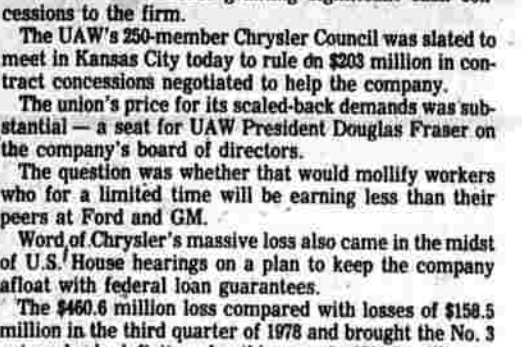 cessions to the firm.
The UAW's 250-member Chrysler Council was slated to
meet in Kansas City today to rule on $203 million in con-
tract concessions negotiated to help the company.
The union's price for its scaled-back demands was sub-
stantial — a seat for UAW President Douglas Fraser on
the company's board of directors.
The question was whether that would mollify workers
who for a limited time will be earning less than their
peers at Ford and GM.
Word of Chrysler's massive loss also came in the midst
of U.S. House hearings on a plan to keep the company
afloat with federal loan guarantees.
The $460.6 million loss compared with losses of $158.5
million in the third quarter of 1978 and brought the No. 3